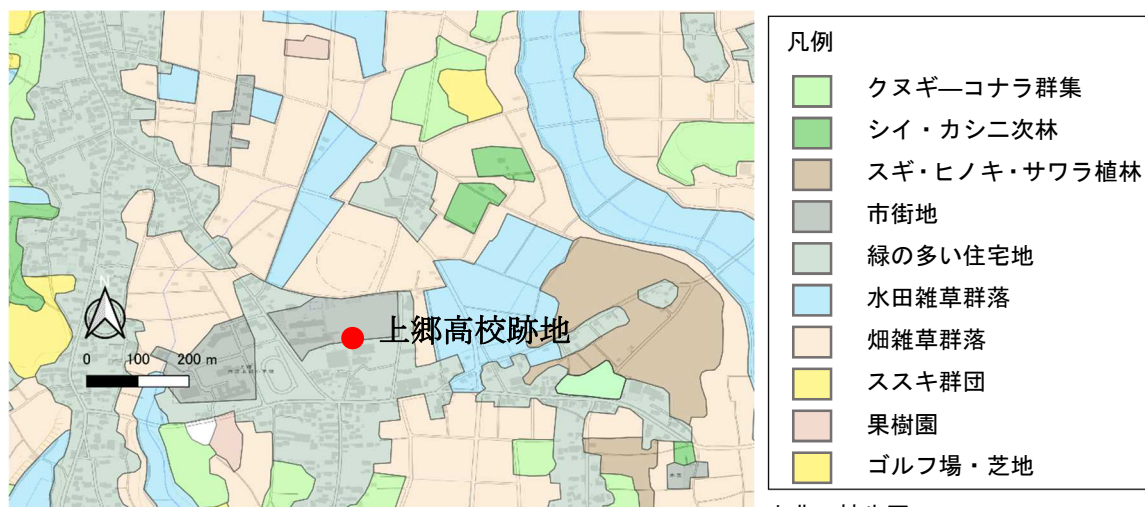 上郷高校跡地
N
0 100 200 m
凡例
クヌギ―コナラ群集
シイ・カシ二次林
スギ・ヒノキ・サワラ植林
市街地
緑の多い住宅地
水田雑草群落
畑雑草群落
ススキ群団
果樹園
ゴルフ場・芝地